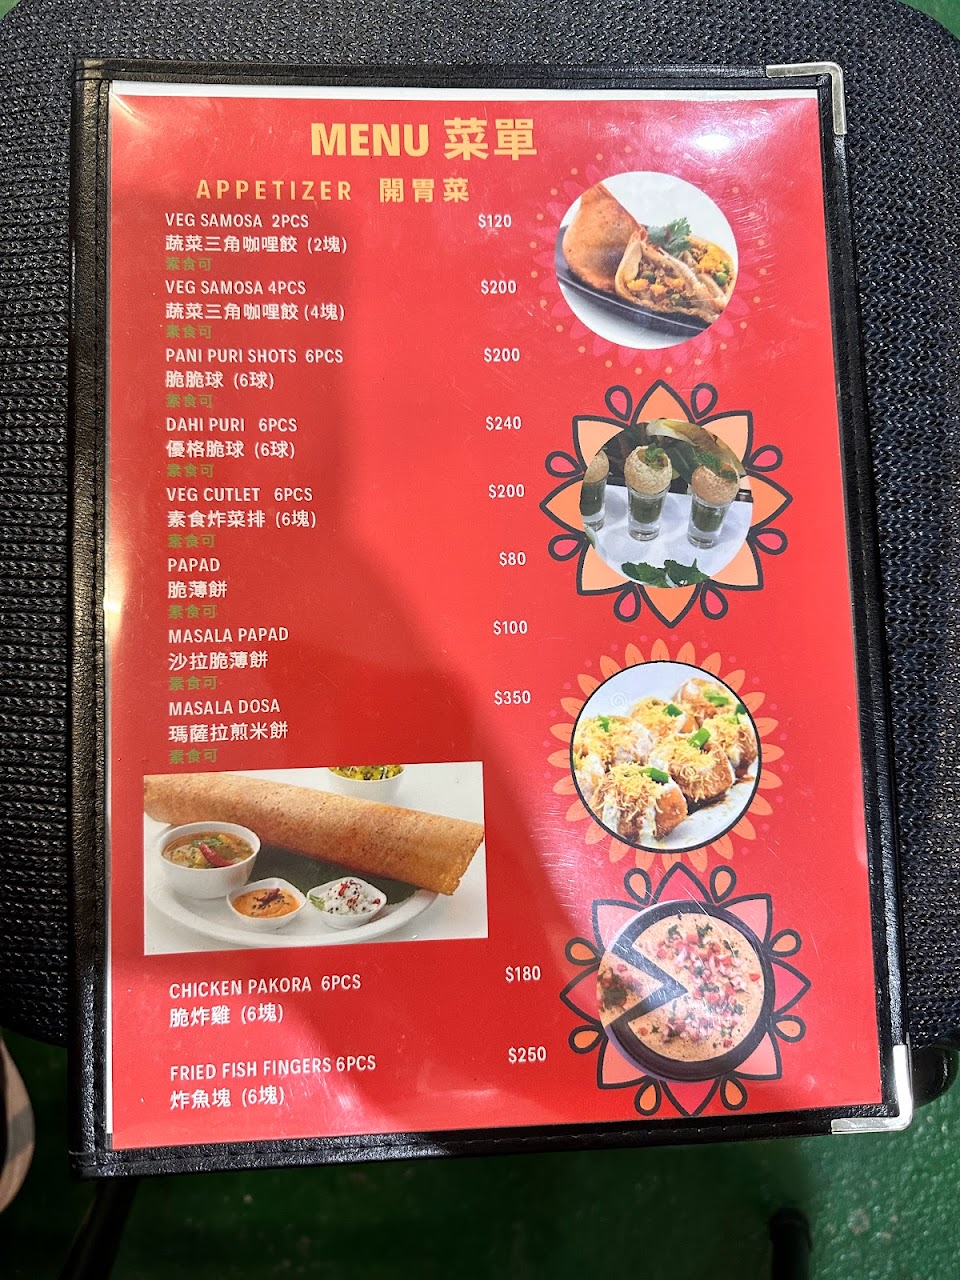 MENU 菜單
APPETIZER 開胃菜
VEG SAMOSA 2PCS $120
蔬菜三角咖哩餃 (2塊)
素食可
VEG SAMOSA 4PCS $200
蔬菜三角咖哩餃 (4塊)
素食可
PANI PURI SHOTS 6PCS $200
脆脆球 (6球)
素食可
DAHI PURI 6PCS $240
優格脆球 (6球)
素食可
VEG CUTLET 6PCS $200
素食炸菜排 (6塊)
素食可
PAPAD $80
脆薄餅
素食可
MASALA PAPAD $100
沙拉脆薄餅
素食可
MASALA DOSA $350
瑪薩拉煎米餅
素食可
CHICKEN PAKORA 6PCS $180
脆炸雞 (6塊)
FRIED FISH FINGERS 6PCS $250
炸魚塊 (6塊)